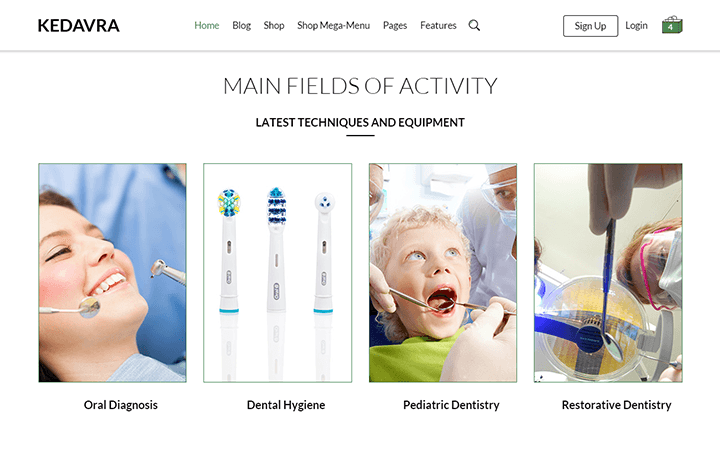 KEDAVRA
Home Blog Shop Shop Mega-Menu Pages Features
Sign Up Login 4
MAIN FIELDS OF ACTIVITY
LATEST TECHNIQUES AND EQUIPMENT
Oral Diagnosis
Dental Hygiene
Pediatric Dentistry
Restorative Dentistry